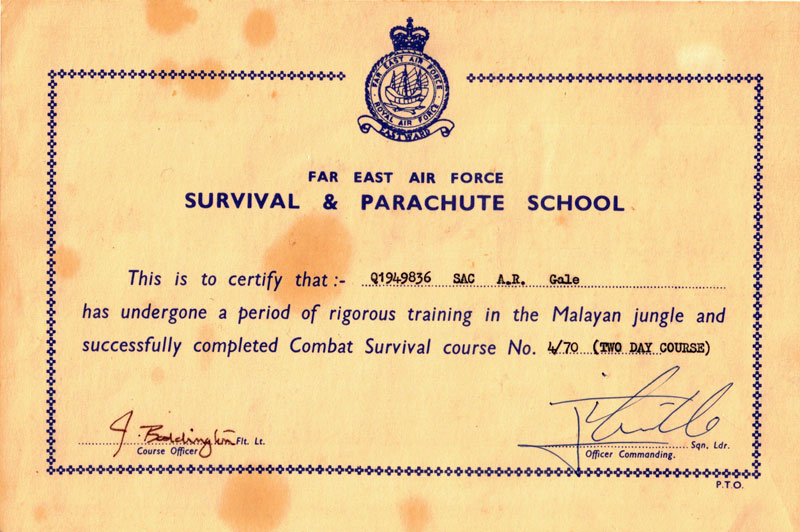 FAR EAST AIR FORCE
ROYAL AIR FORCE
EASTWARD
FAR EAST AIR FORCE
SURVIVAL & PARACHUTE SCHOOL
This is to certify that :- Q1949836 SAC A.R. Gale
has undergone a period of rigorous training in the Malayan jungle and
successfully completed Combat Survival course No. 4/70 (TWO DAY COURSE)
J. Boddington Flt. Lt.
Course Officer
Sqn. Ldr.
Officer Commanding.
P.T.O.